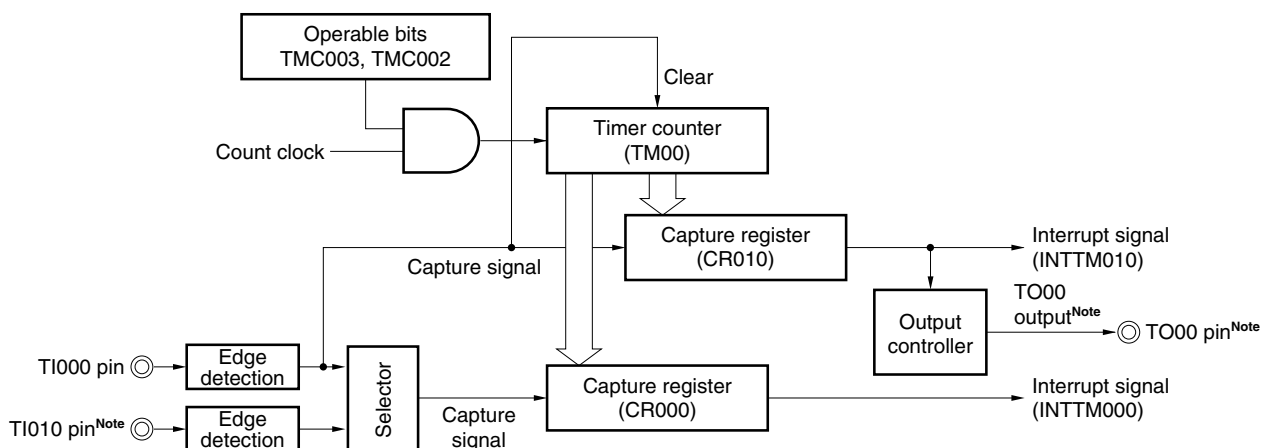 Operable bits
TMC003, TMC002
Clear
Timer counter
(TM00)
Count clock
Capture register
(CR010)
Interrupt signal
(INTTM010)
Capture signal
TO00
outputNote
Output
controller
TO00 pinNote
TI000 pin
Edge
detection
Selector
Capture register
(CR000)
Interrupt signal
(INTTM000)
TI010 pinNote
Edge
detection
Capture
signal